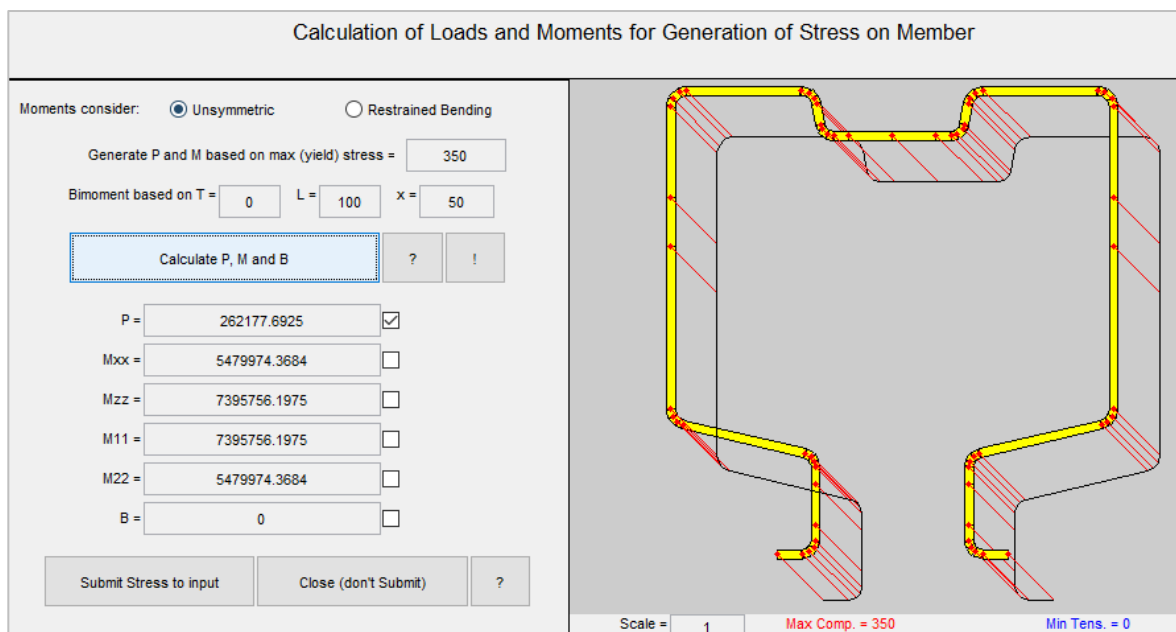 Calculation of Loads and Moments for Generation of Stress on Member
Moments consider: Unsymmetric Restrained Bending
Generate P and M based on max (yield) stress = 350
Bimoment based on T = 0 L = 100 x = 50
Calculate P, M and B ? !
P = 262177.6925
Mxx = 5479974.3684
Mzz = 7395756.1975
M11 = 7395756.1975
M22 = 5479974.3684
B = 0
Submit Stress to input Close (don't Submit) ?
Scale = 1 Max Comp. = 350 Min Tens. = 0